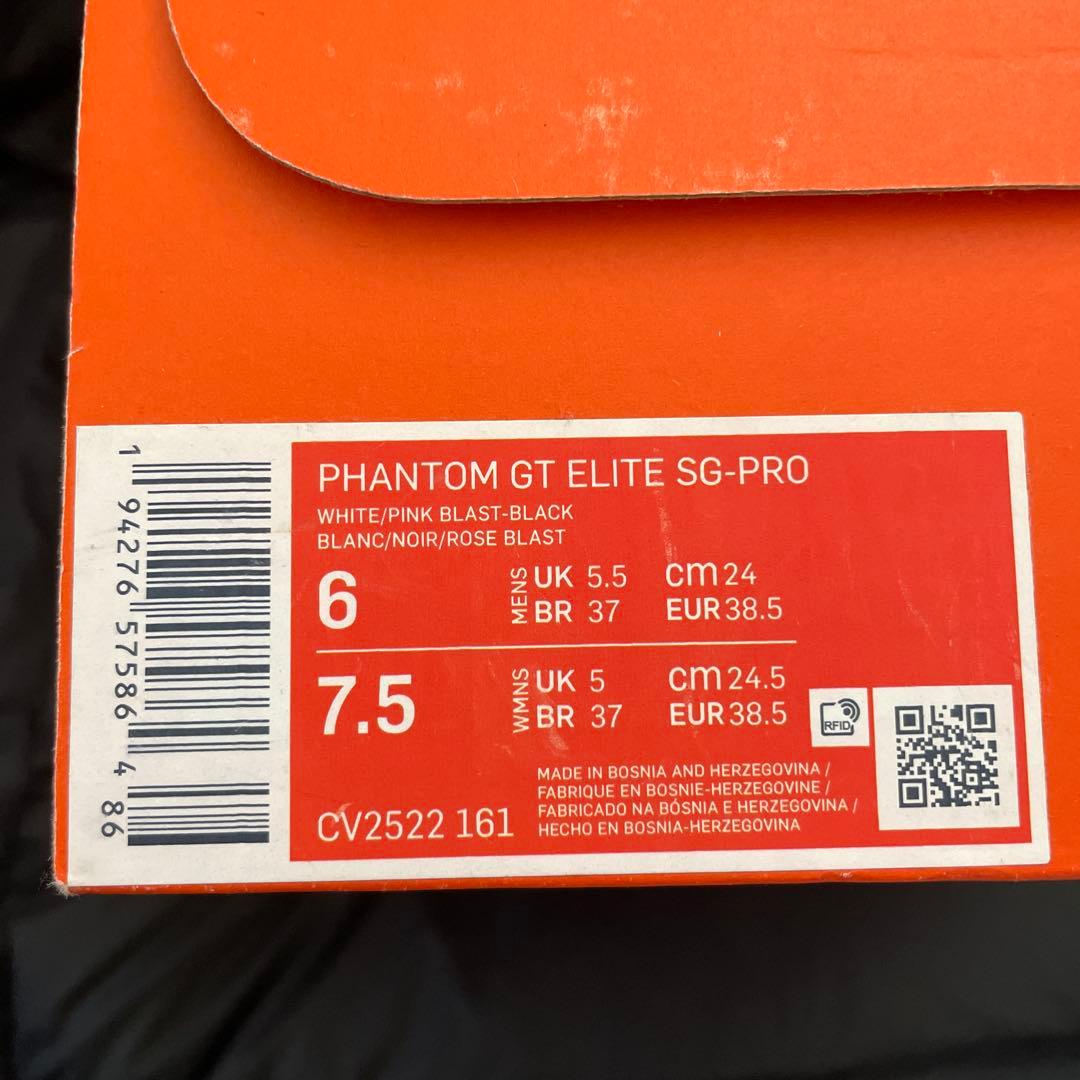 PHANTOM GT ELITE SG-PRO
WHITE/PINK BLAST-BLACK
BLANC/NOIR/ROSE BLAST
6 MENS UK 5.5 cm 24
BR 37 EUR 38.5
7.5 WMNS UK 5 cm 24.5
BR 37 EUR 38.5
RFID
MADE IN BOSNIA AND HERZEGOVINA /
FABRIQUE EN BOSNIE-HERZEGOVINE /
FABRICADO NA BÓSNIA E HERZEGOVINA /
HECHO EN BOSNIA-HERZEGOVINA
CV2522 161
1 94276 57586 4 86